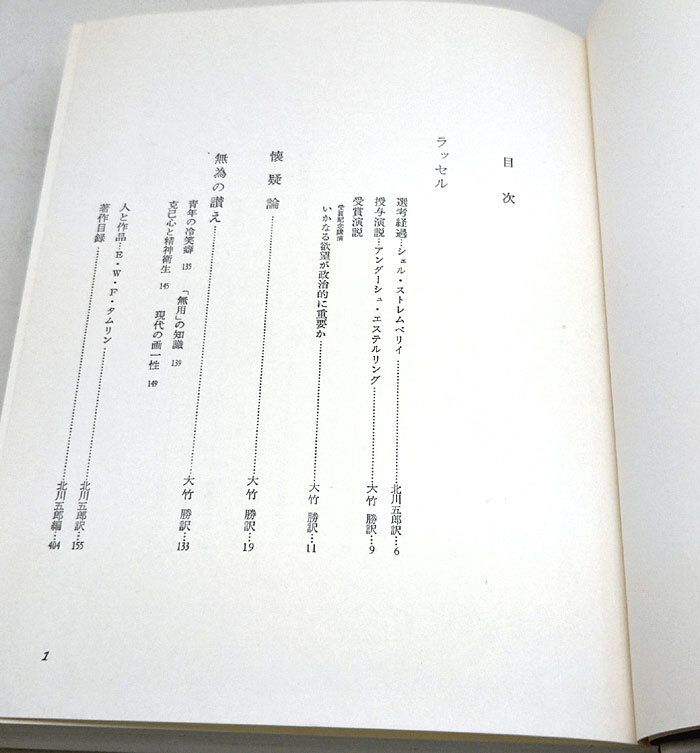 目次
ラッセル
選考経過…シェル・ストレムベリイ………北川五郎訳…6
授与演説…アンダーシュ・エステルリング………大竹 勝訳…9
受賞演説
受賞記念講演
いかなる欲望が政治的に重要か………大竹 勝訳…11
懐疑論………大竹 勝訳…19
無為の讃え………大竹 勝訳…133
青年の冷笑癖 135 「無用」の知識 139
克己心と精神衛生 145 現代の画一性 149
人と作品…E・W・F・タムリン………北川五郎訳…155
著作目録………北川五郎編…404
1